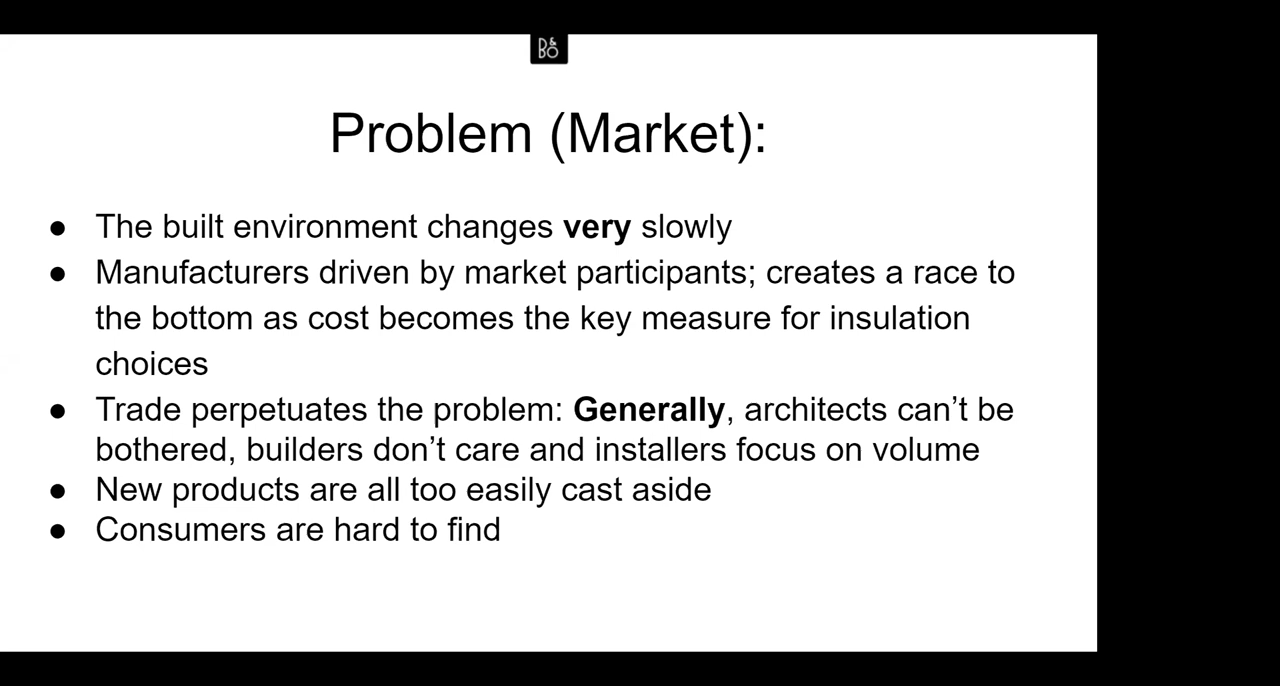 B&O
Problem (Market):
● The built environment changes very slowly
● Manufacturers driven by market participants; creates a race to
the bottom as cost becomes the key measure for insulation
choices
● Trade perpetuates the problem: Generally, architects can’t be
bothered, builders don’t care and installers focus on volume
● New products are all too easily cast aside
● Consumers are hard to find